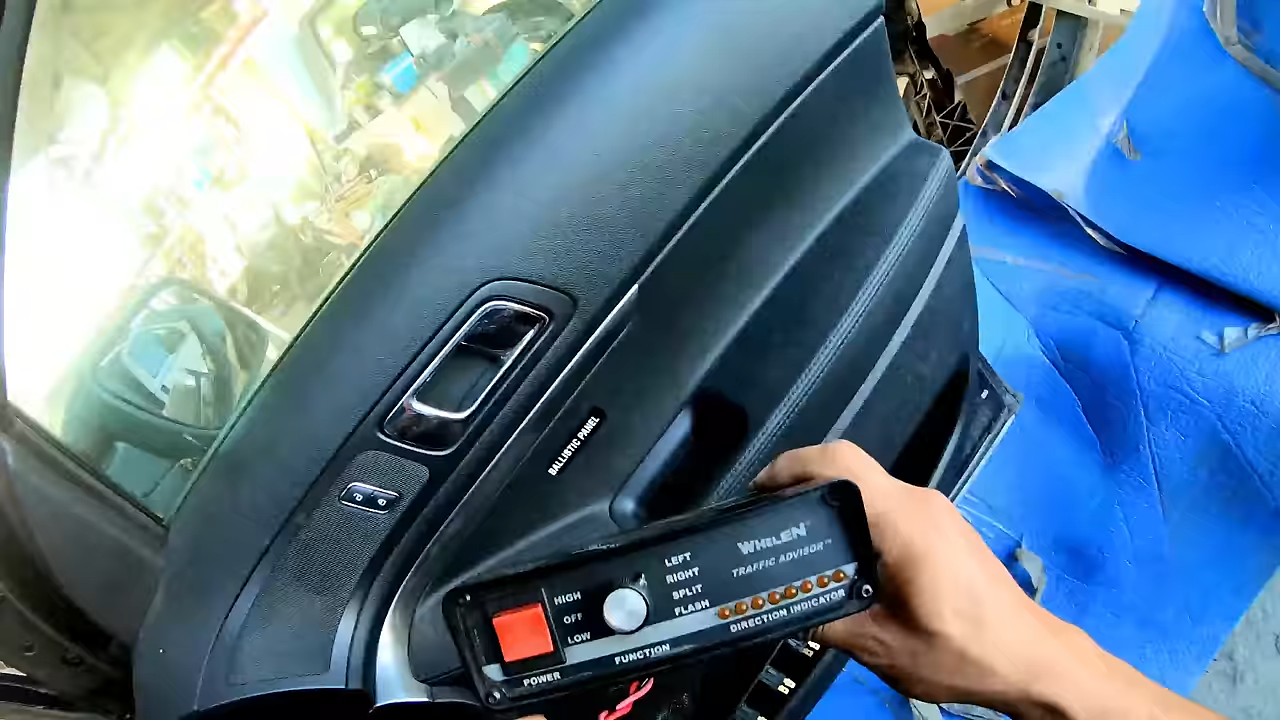 BALLISTIC PANEL
WHELEN
TRAFFIC ADVISOR™
LEFT
RIGHT
SPLIT
FLASH
HIGH
OFF
LOW
POWER
FUNCTION
DIRECTION INDICATOR